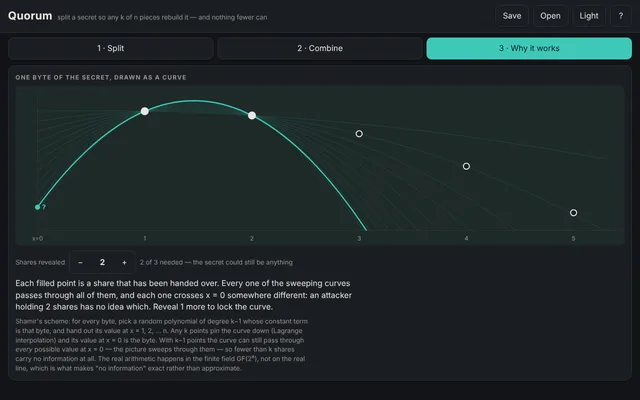 Quorum split a secret so any k of n pieces rebuild it — and nothing fewer can
Save Open Light ?
1 · Split 2 · Combine 3 · Why it works
ONE BYTE OF THE SECRET, DRAWN AS A CURVE
?
x=0 1 2 3 4 5
Shares revealed − 2 + 2 of 3 needed — the secret could still be anything
Each filled point is a share that has been handed over. Every one of the sweeping curves
passes through all of them, and each one crosses x = 0 somewhere different: an attacker
holding 2 shares has no idea which. Reveal 1 more to lock the curve.
Shamir's scheme: for every byte, pick a random polynomial of degree k−1 whose constant term
is that byte, and hand out its value at x = 1, 2, … n. Any k points pin the curve down (Lagrange
interpolation) and its value at x = 0 is the byte. With k−1 points the curve can still pass through
every possible value at x = 0 — the picture sweeps through them — so fewer than k shares
carry no information at all. The real arithmetic happens in the finite field GF(2⁸), not on the real
line, which is what makes "no information" exact rather than approximate.